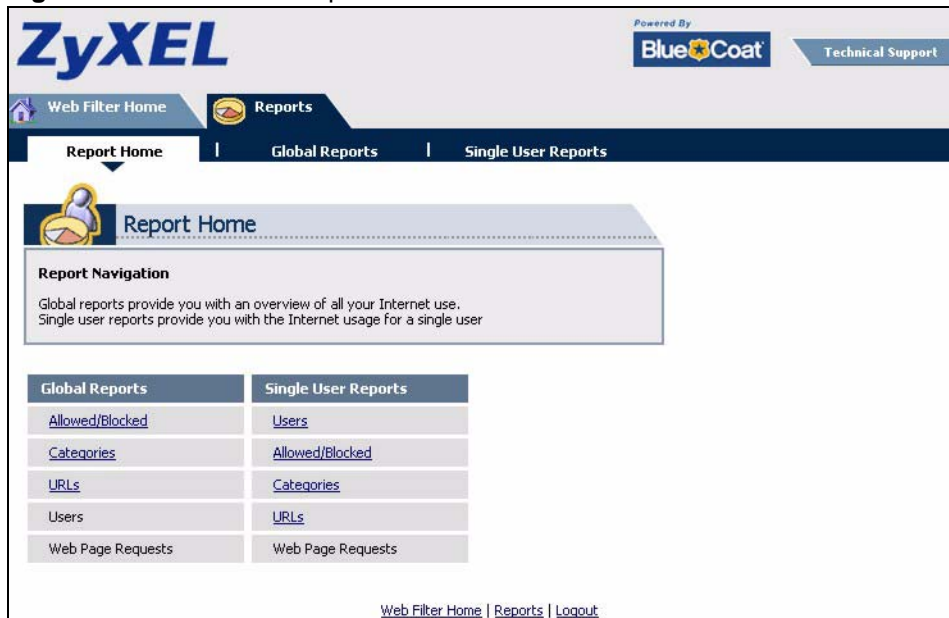 ZyXEL
Powered By
Blue Coat
Technical Support
Web Filter Home
Reports
Report Home | Global Reports | Single User Reports
Report Home
Report Navigation
Global reports provide you with an overview of all your Internet use.
Single user reports provide you with the Internet usage for a single user
Global Reports Single User Reports
Allowed/Blocked Users
Categories Allowed/Blocked
URLs Categories
Users URLs
Web Page Requests Web Page Requests
Web Filter Home | Reports | Logout